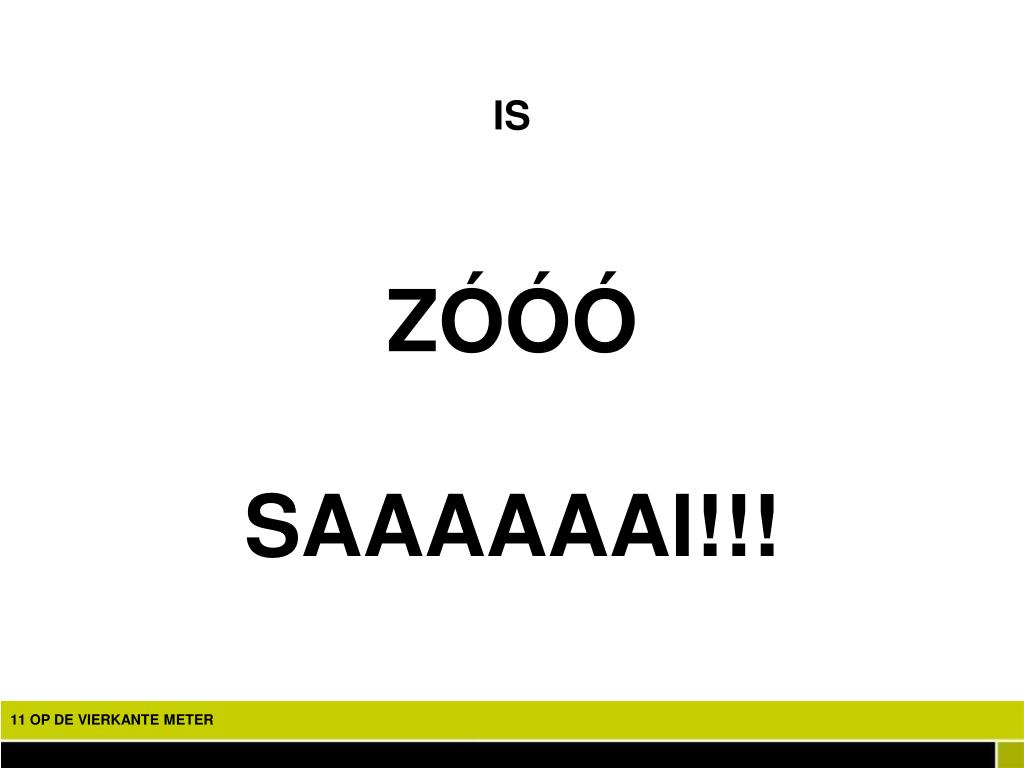 IS
ZÓÓÓ
SAAAAAAI!!!
11 OP DE VIERKANTE METER